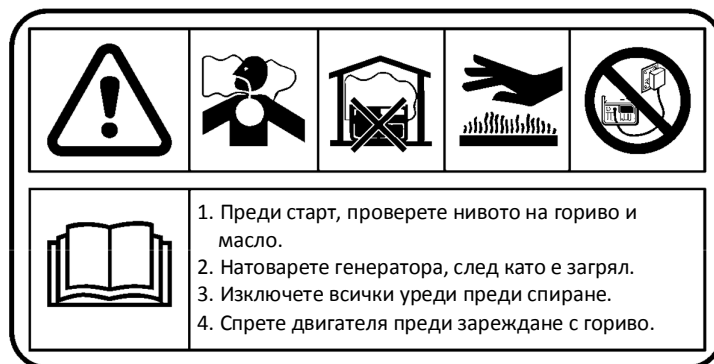 1. Преди старт, проверете нивото на гориво и
масло.
2. Натоварете генератора, след като е загрял.
3. Изключете всички уреди преди спиране.
4. Спрете двигателя преди зареждане с гориво.